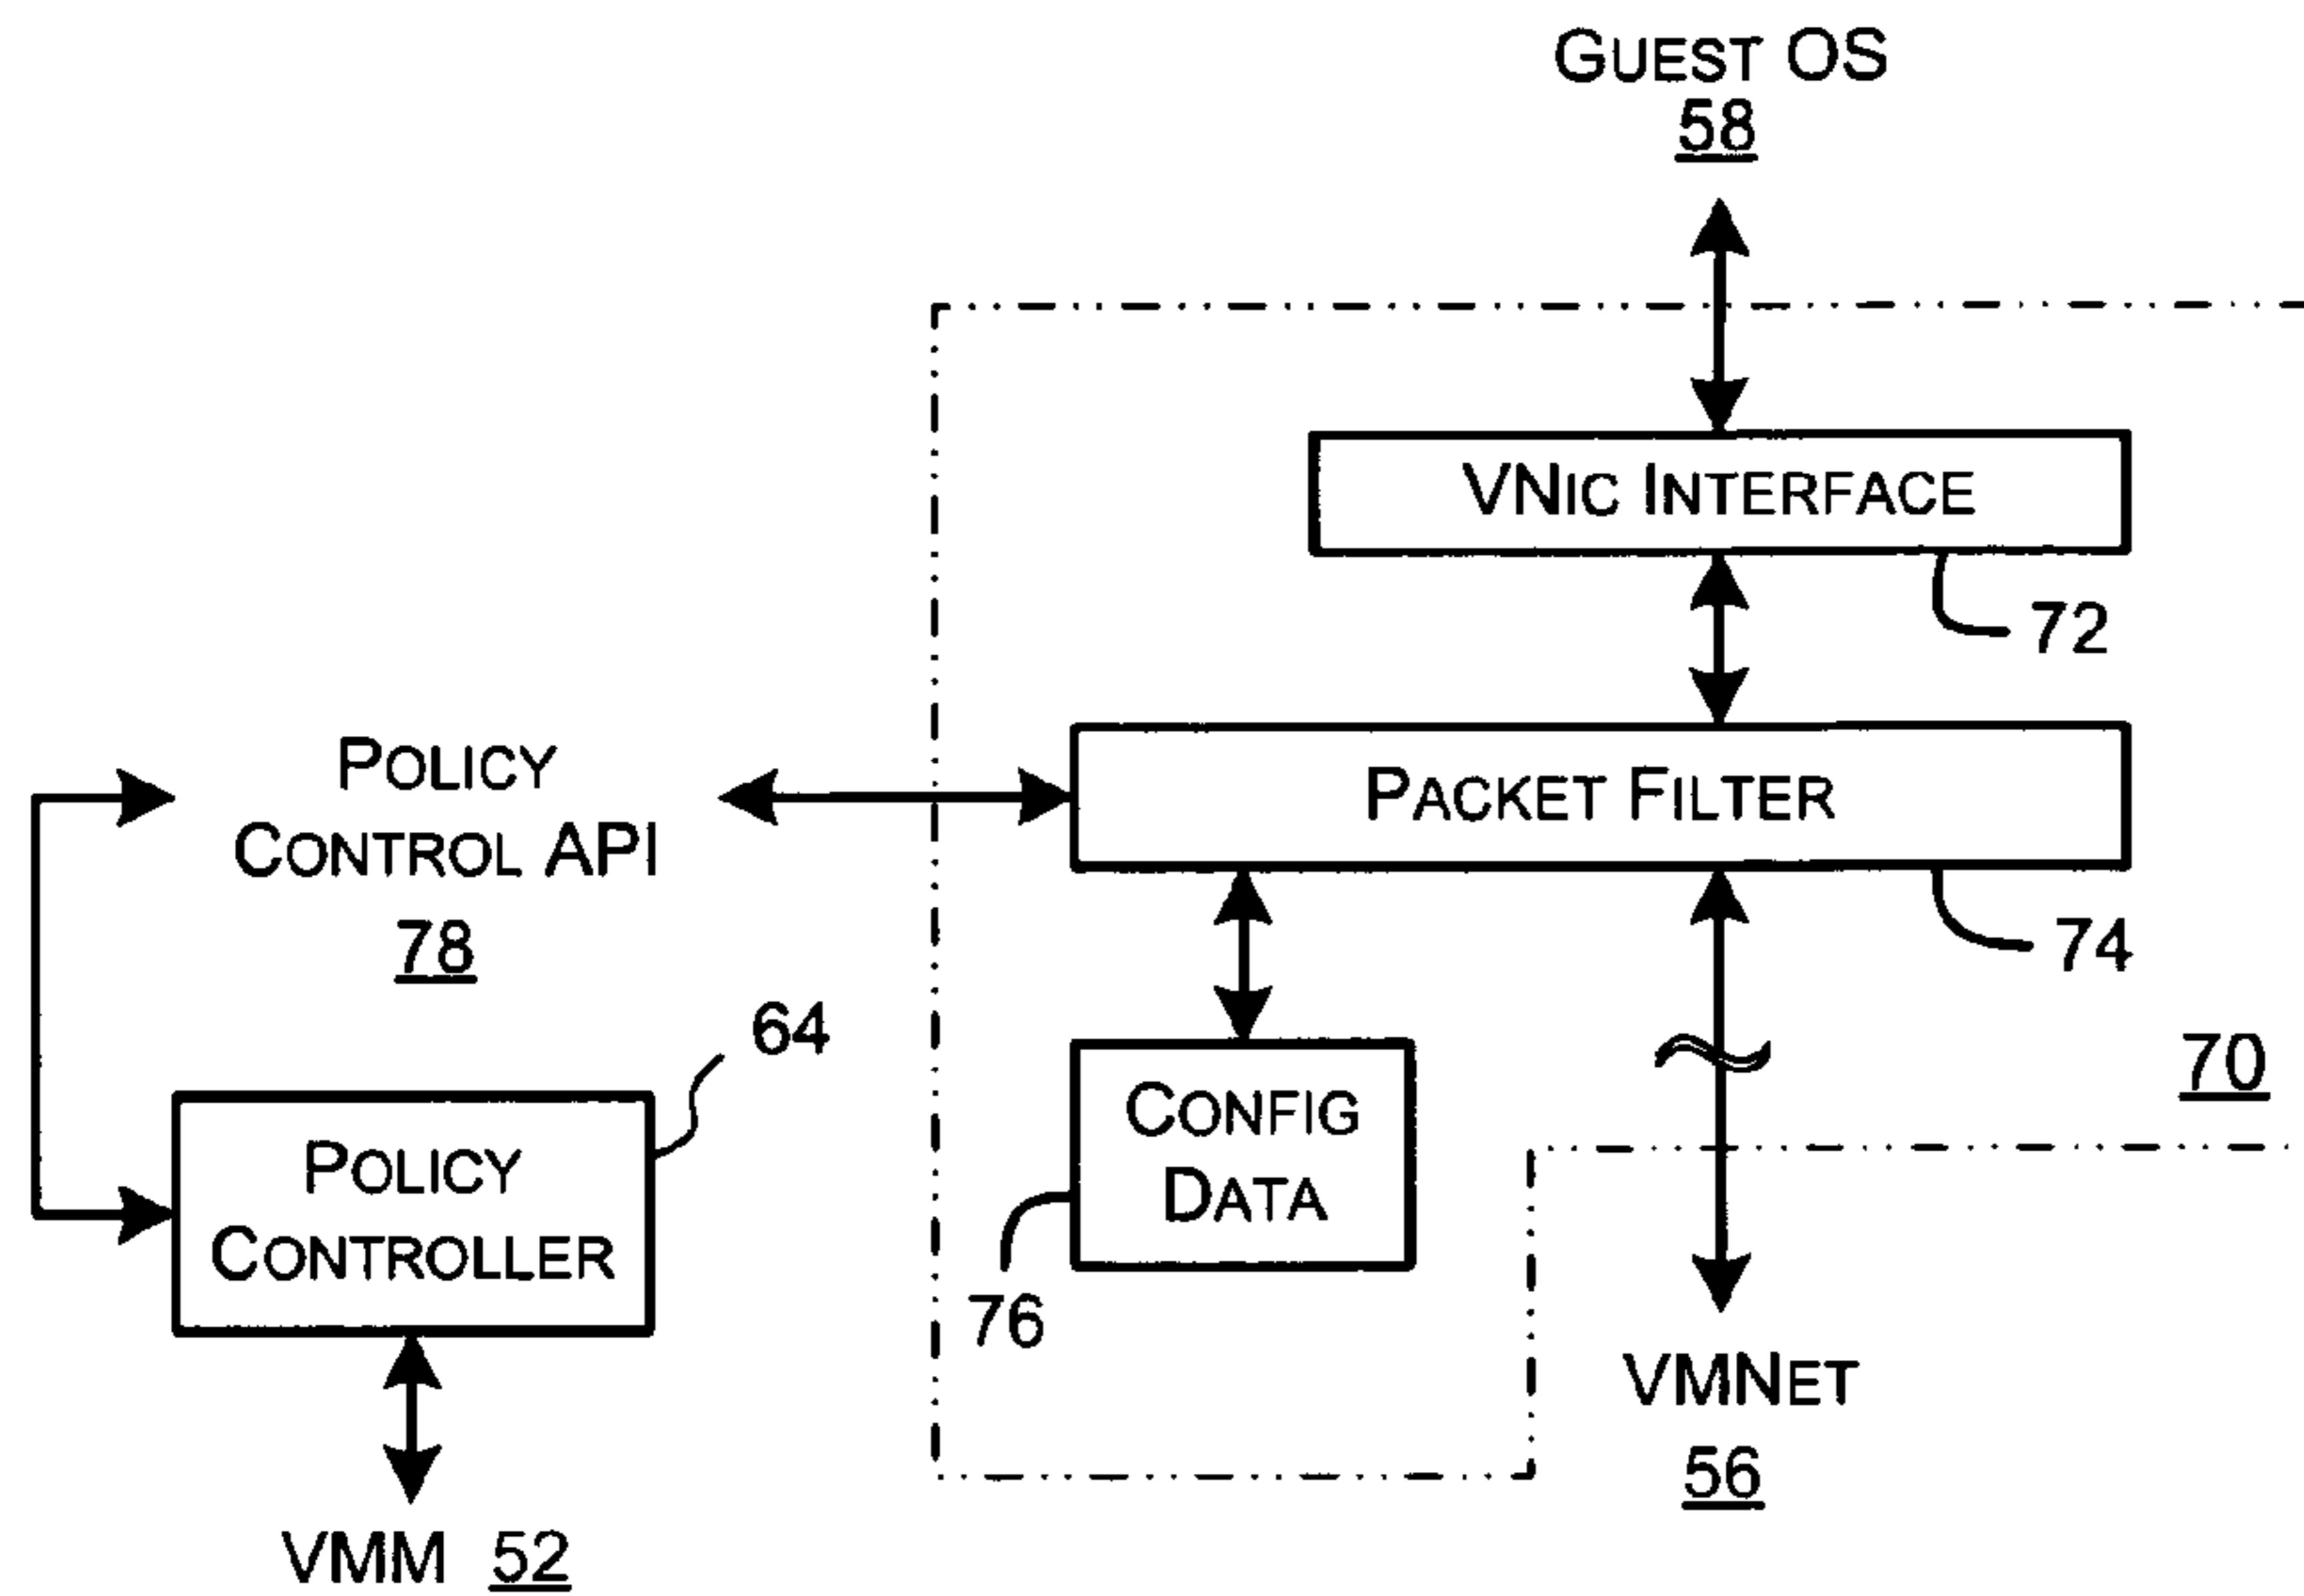 GUEST OS
58
VNIC INTERFACE
72
POLICY
CONTROL API
78
PACKET FILTER
74
64
70
CONFIG
DATA
76
POLICY
CONTROLLER
VMNET
56
VMM 52